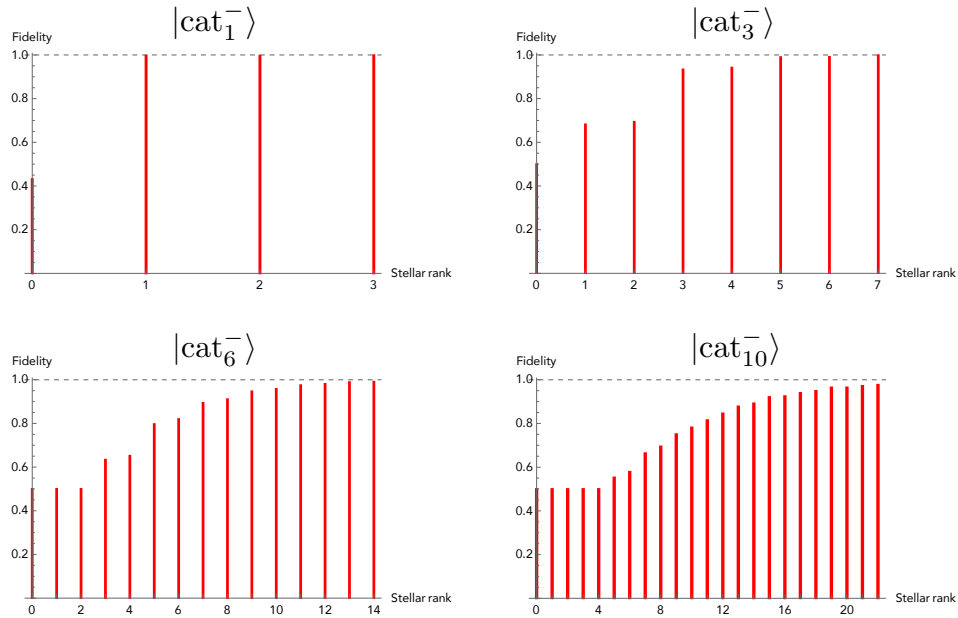 |cat₁⁻⟩
Fidelity
1.0
0.8
0.6
0.4
0.2
0 1 2 3
Stellar rank
|cat₃⁻⟩
Fidelity
1.0
0.8
0.6
0.4
0.2
0 1 2 3 4 5 6 7
Stellar rank
|cat₆⁻⟩
Fidelity
1.0
0.8
0.6
0.4
0.2
0 2 4 6 8 10 12 14
Stellar rank
|cat₁₀⁻⟩
Fidelity
1.0
0.8
0.6
0.4
0.2
0 4 8 12 16 20
Stellar rank